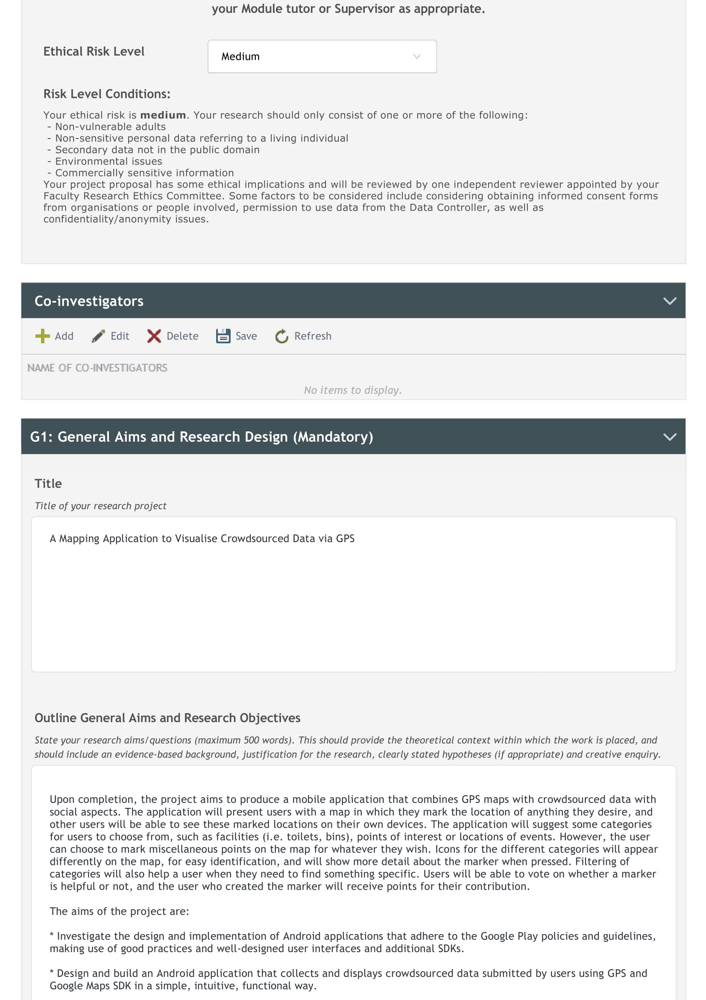 your Module tutor or Supervisor as appropriate.
Ethical Risk Level
Medium
Risk Level Conditions:
Your ethical risk is medium. Your research should only consist of one or more of the following:
- Non-vulnerable adults
- Non-sensitive personal data referring to a living individual
- Secondary data not in the public domain
- Environmental issues
- Commercially sensitive information
Your project proposal has some ethical implications and will be reviewed by one independent reviewer appointed by your
Faculty Research Ethics Committee. Some factors to be considered include considering obtaining informed consent forms
from organisations or people involved, permission to use data from the Data Controller, as well as
confidentiality/anonymity issues.
Co-investigators
Add Edit Delete Save Refresh
NAME OF CO-INVESTIGATORS
No items to display.
G1: General Aims and Research Design (Mandatory)
Title
Title of your research project
A Mapping Application to Visualise Crowdsourced Data via GPS
Outline General Aims and Research Objectives
State your research aims/questions (maximum 500 words). This should provide the theoretical context within which the work is placed, and
should include an evidence-based background, justification for the research, clearly stated hypotheses (if appropriate) and creative enquiry.
Upon completion, the project aims to produce a mobile application that combines GPS maps with crowdsourced data with
social aspects. The application will present users with a map in which they mark the location of anything they desire, and
other users will be able to see these marked locations on their own devices. The application will suggest some categories
for users to choose from, such as facilities (i.e. toilets, bins), points of interest or locations of events. However, the user
can choose to mark miscellaneous points on the map for whatever they wish. Icons for the different categories will appear
differently on the map, for easy identification, and will show more detail about the marker when pressed. Filtering of
categories will also help a user when they need to find something specific. Users will be able to vote on whether a marker
is helpful or not, and the user who created the marker will receive points for their contribution.
The aims of the project are:
* Investigate the design and implementation of Android applications that adhere to the Google Play policies and guidelines,
making use of good practices and well-designed user interfaces and additional SDKs.
* Design and build an Android application that collects and displays crowdsourced data submitted by users using GPS and
Google Maps SDK in a simple, intuitive, functional way.